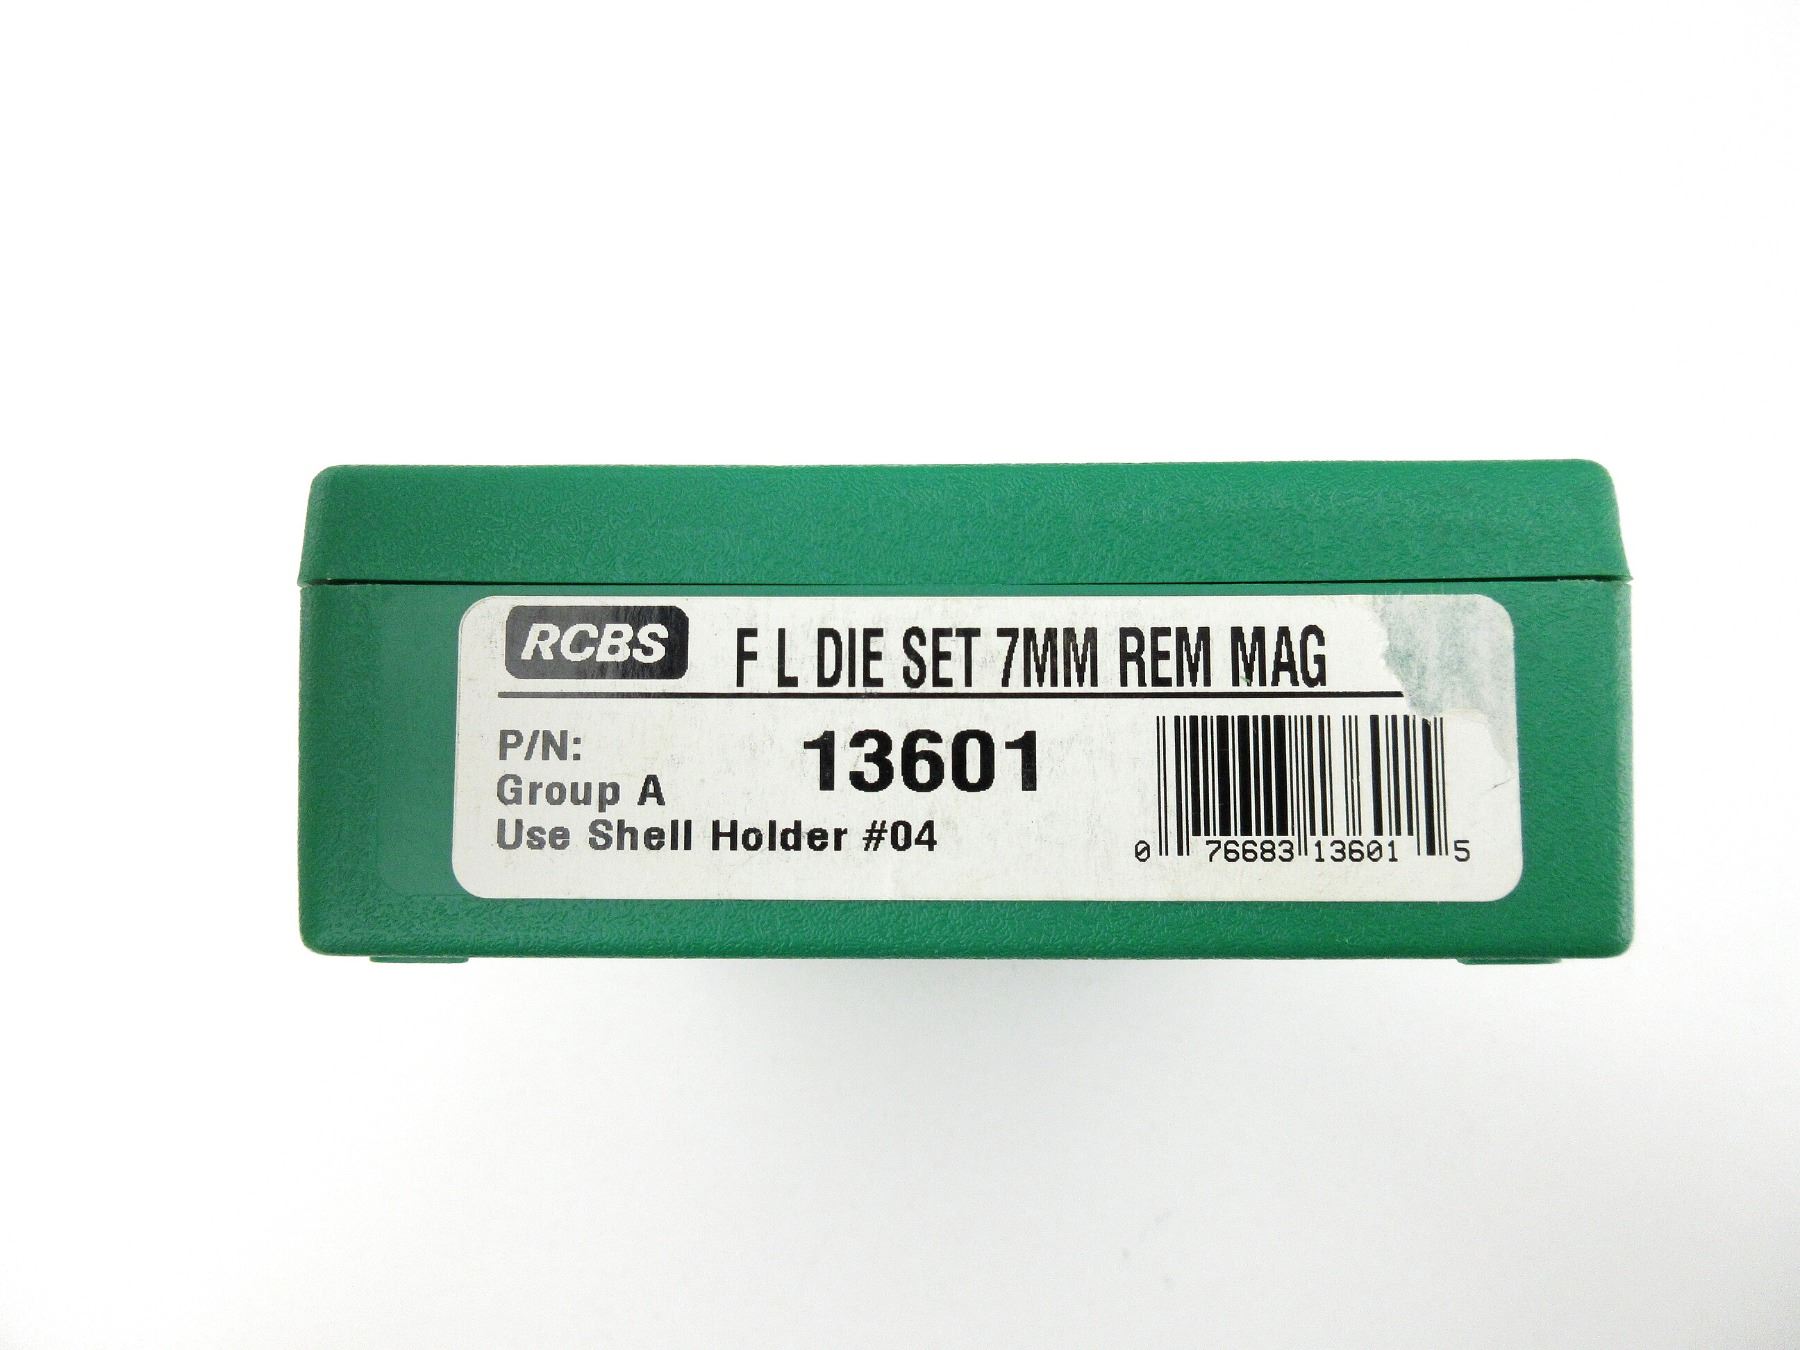 RCBS F L DIE SET 7MM REM MAG
P/N: 13601
Group A
Use Shell Holder #04
0 76683 13601 5